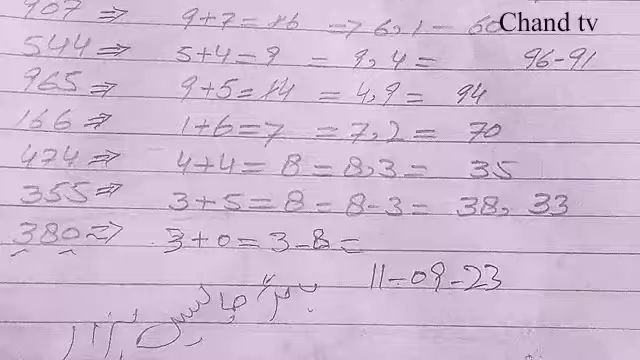 907 ⇒ 9+7=16 → 6,1 — 60 Chand tv
544 ⇒ 5+4=9 = 9,4 = 96-91
965 ⇒ 9+5=14 = 4,9 = 94
166 ⇒ 1+6=7 = 7,2 = 70
474 ⇒ 4+4=8 = 8,3 = 35
355 ⇒ 3+5=8 = 8-3 = 38, 33
380 ⇒ 3+0=3-8=
11-09-23